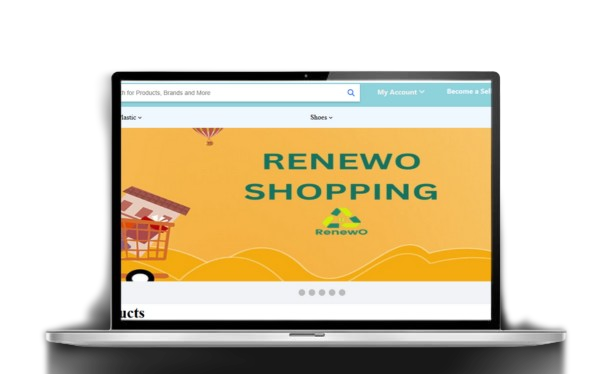 h for Products, Brands and More
My Account
Become a Sel
lastic
Shoes
RENEWO
SHOPPING
RenewO
ucts